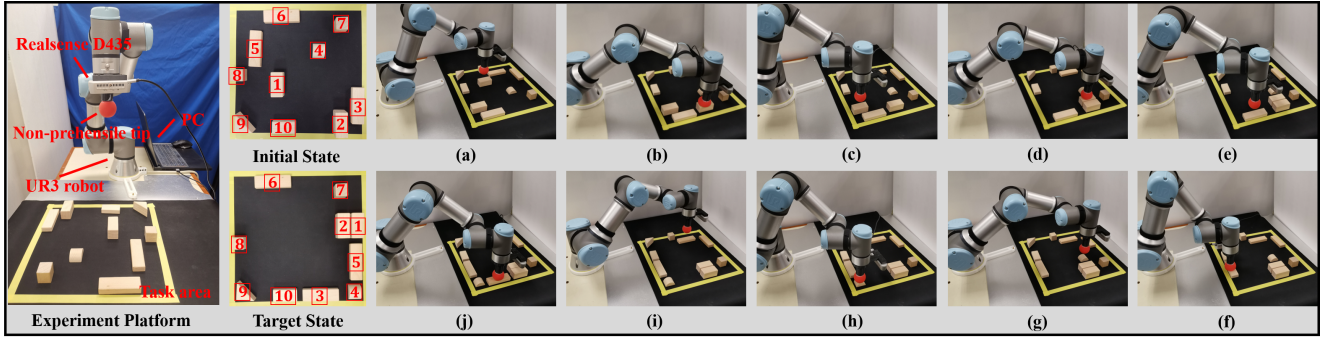 Realsense D435
Non-prehensile tip
PC
UR3 robot
Task area
Experiment Platform
6
7
5
4
8
1
3
9
10
2
Initial State
6
7
2 1
8
5
9
10
3
4
Target State
(a)
(b)
(c)
(d)
(e)
(j)
(i)
(h)
(g)
(f)